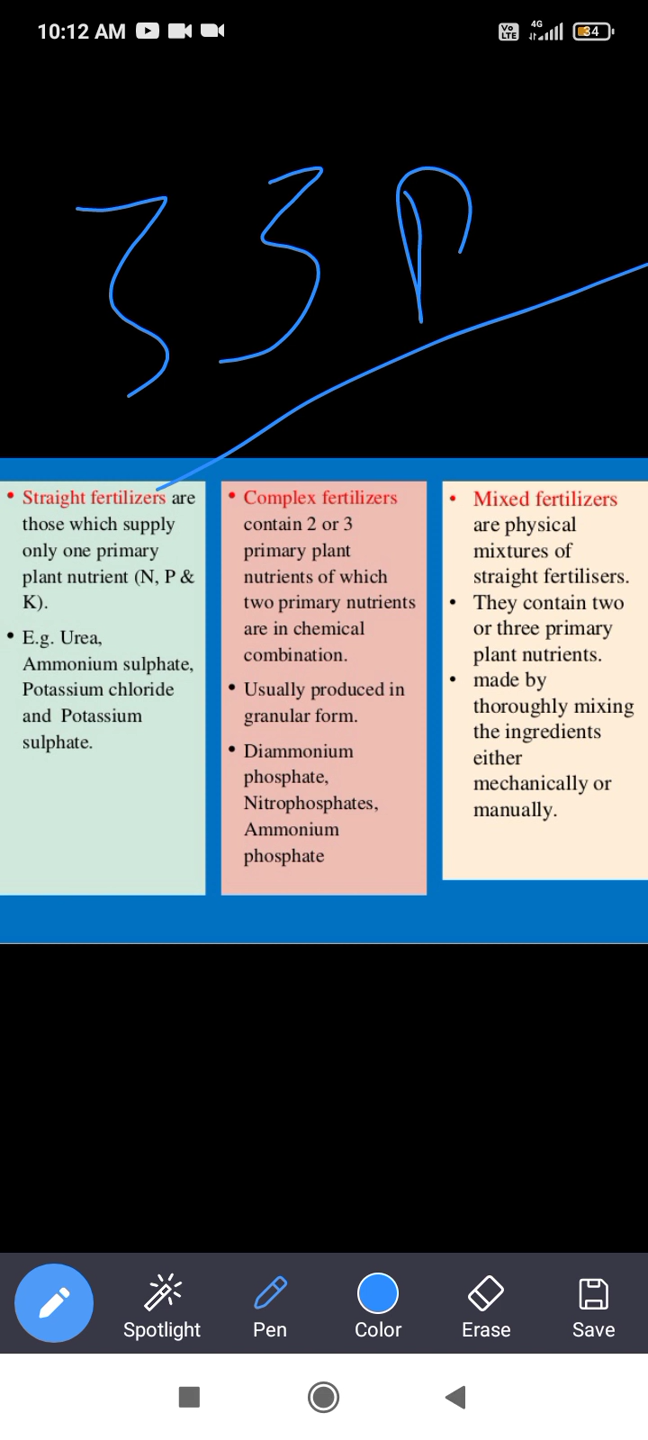 10:12 AM
Vo LTE 4G 34
33P
• Straight fertilizers are
those which supply
only one primary
plant nutrient (N, P &
K).
• E.g. Urea,
Ammonium sulphate,
Potassium chloride
and Potassium
sulphate.
• Complex fertilizers
contain 2 or 3
primary plant
nutrients of which
two primary nutrients
are in chemical
combination.
• Usually produced in
granular form.
• Diammonium
phosphate,
Nitrophosphates,
Ammonium
phosphate
• Mixed fertilizers
are physical
mixtures of
straight fertilisers.
• They contain two
or three primary
plant nutrients.
• made by
thoroughly mixing
the ingredients
either
mechanically or
manually.
Spotlight Pen Color Erase Save